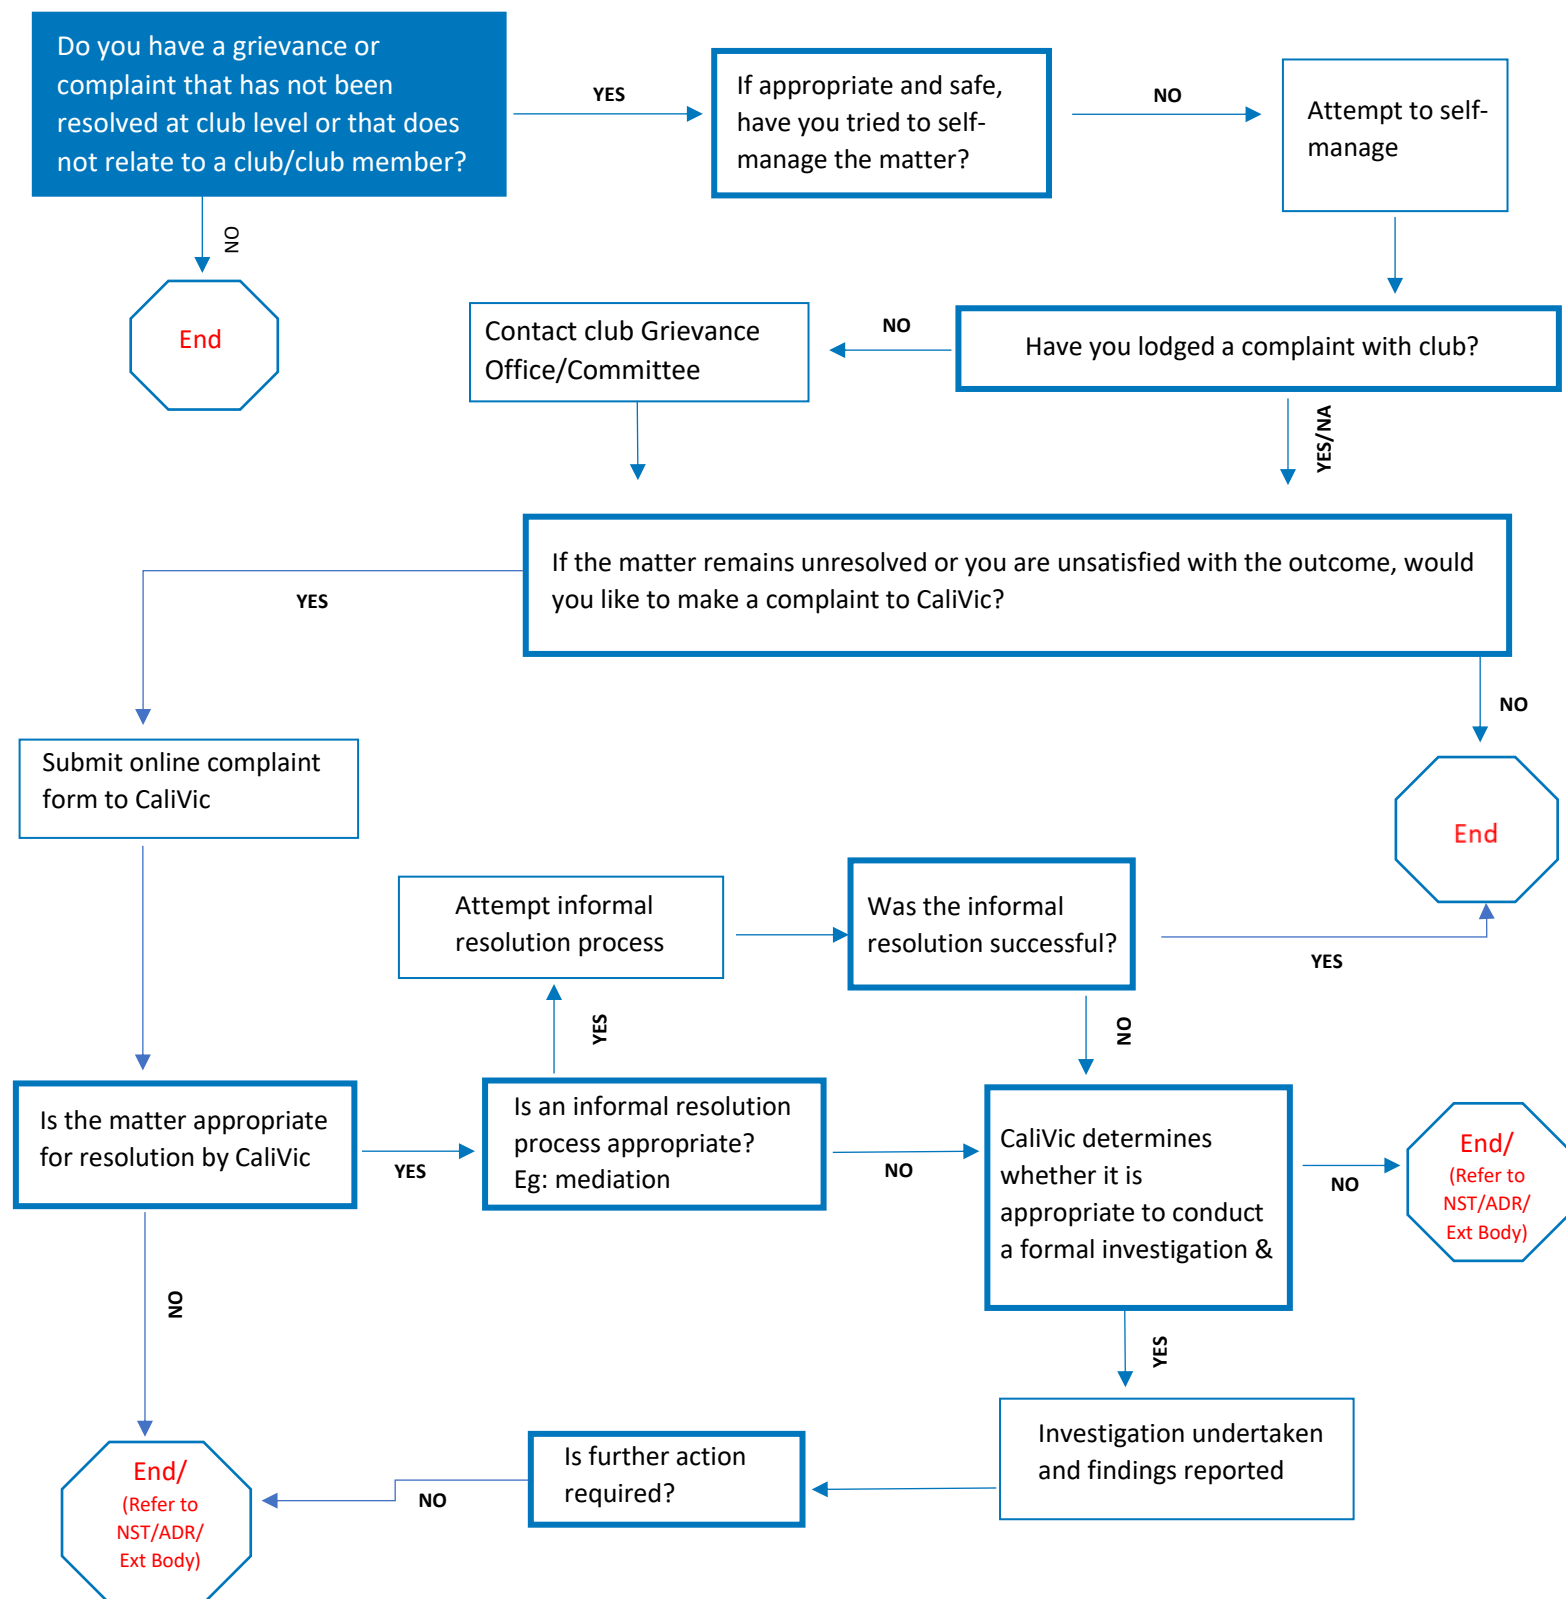 Do you have a grievance or
complaint that has not been
resolved at club level or that does
not relate to a club/club member?
YES
If appropriate and safe,
have you tried to self-
manage the matter?
NO
Attempt to self-
manage
NO
End
Contact club Grievance
Office/Committee
NO
Have you lodged a complaint with club?
YES/NA
If the matter remains unresolved or you are unsatisfied with the outcome, would
you like to make a complaint to CaliVic?
YES
NO
Submit online complaint
form to CaliVic
End
Attempt informal
resolution process
Was the informal
resolution successful?
YES
YES
NO
Is the matter appropriate
for resolution by CaliVic
YES
Is an informal resolution
process appropriate?
Eg: mediation
NO
CaliVic determines
whether it is
appropriate to conduct
a formal investigation &
NO
End/
(Refer to
NST/ADR/
Ext Body)
NO
YES
Investigation undertaken
and findings reported
Is further action
required?
NO
End/
(Refer to
NST/ADR/
Ext Body)